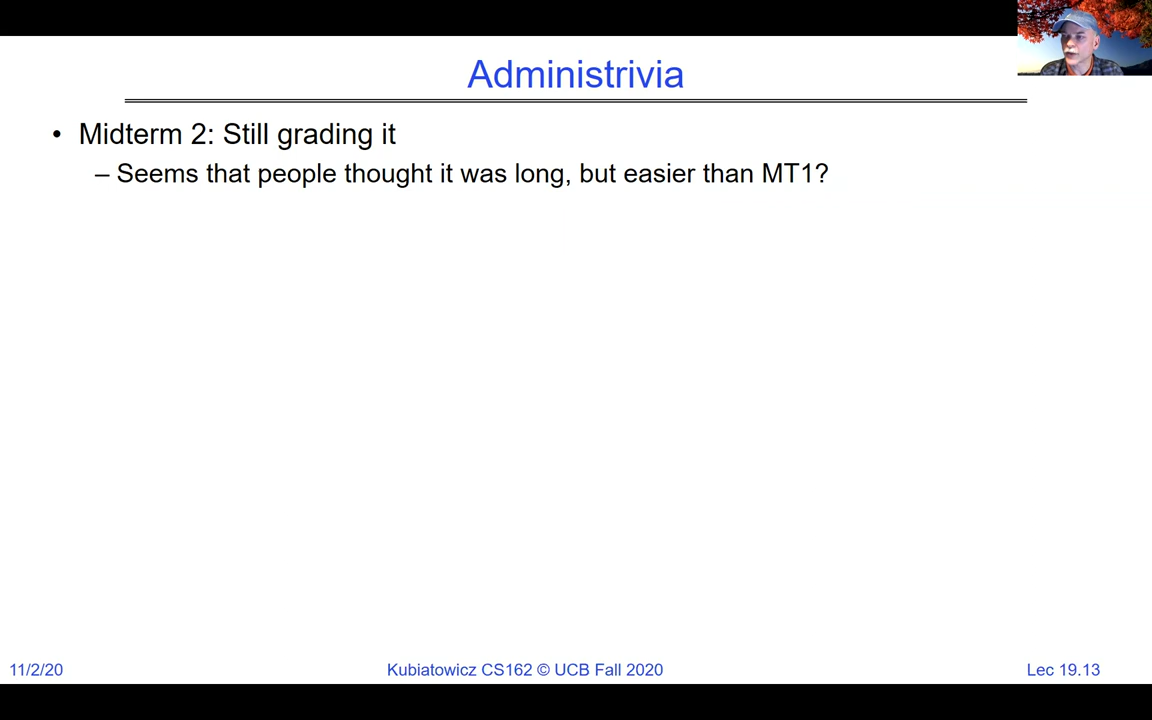 Administrivia
• Midterm 2: Still grading it
– Seems that people thought it was long, but easier than MT1?
11/2/20
Kubiatowicz CS162 © UCB Fall 2020
Lec 19.13